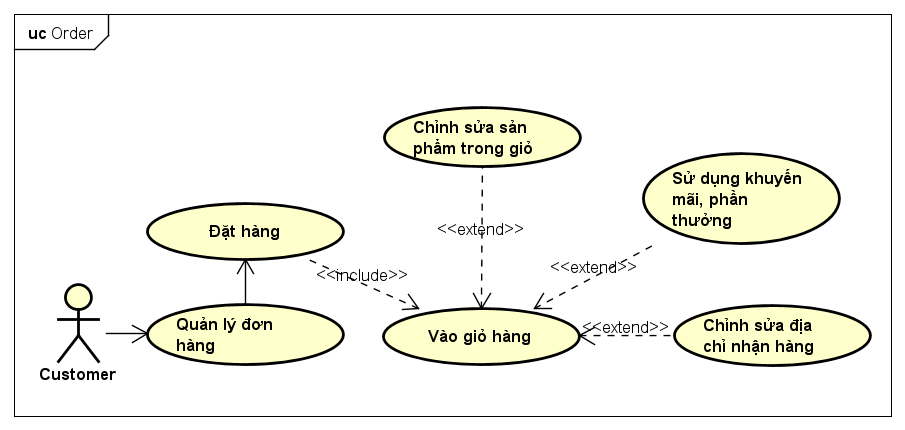 uc Order
Chỉnh sửa sản
phẩm trong giỏ
Sử dụng khuyến
mãi, phần
thưởng
Đặt hàng
<<extend>>
<<include>>
<<extend>>
Quản lý đơn
hàng
Vào giỏ hàng
<<extend>>
Chỉnh sửa địa
chỉ nhận hàng
Customer